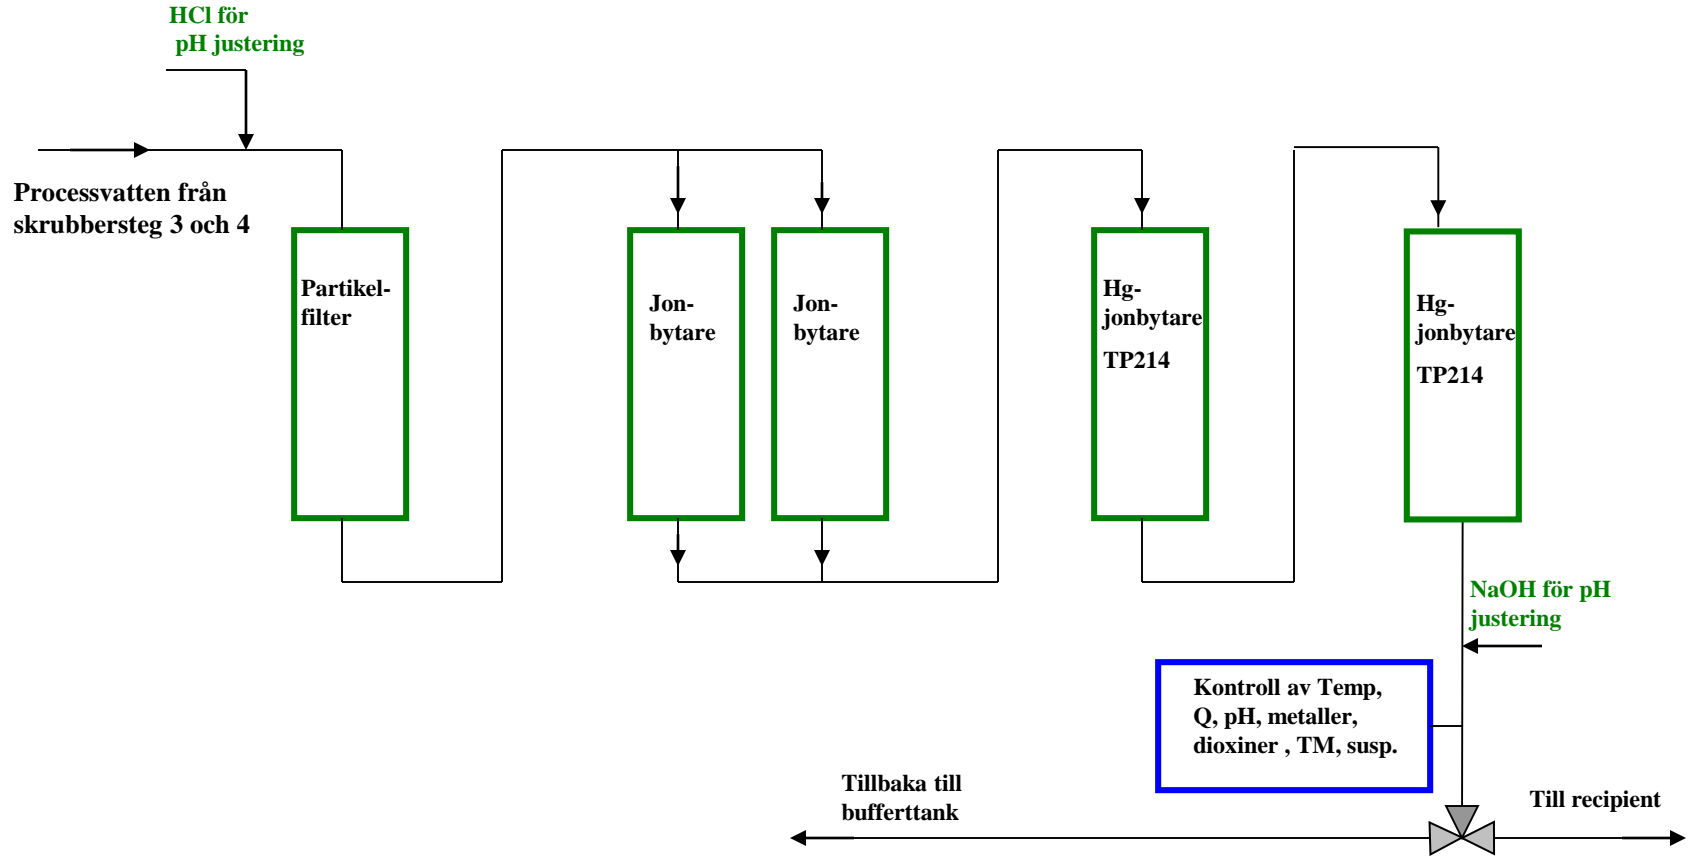 HCl för
pH justering
Processvatten från
skrubbersteg 3 och 4
Partikel-
filter
Jon-
bytare
Jon-
bytare
Hg-
jonbytare
TP214
Hg-
jonbytare
TP214
NaOH för pH
justering
Kontroll av Temp,
Q, pH, metaller,
dioxiner , TM, susp.
Tillbaka till
bufferttank
Till recipient